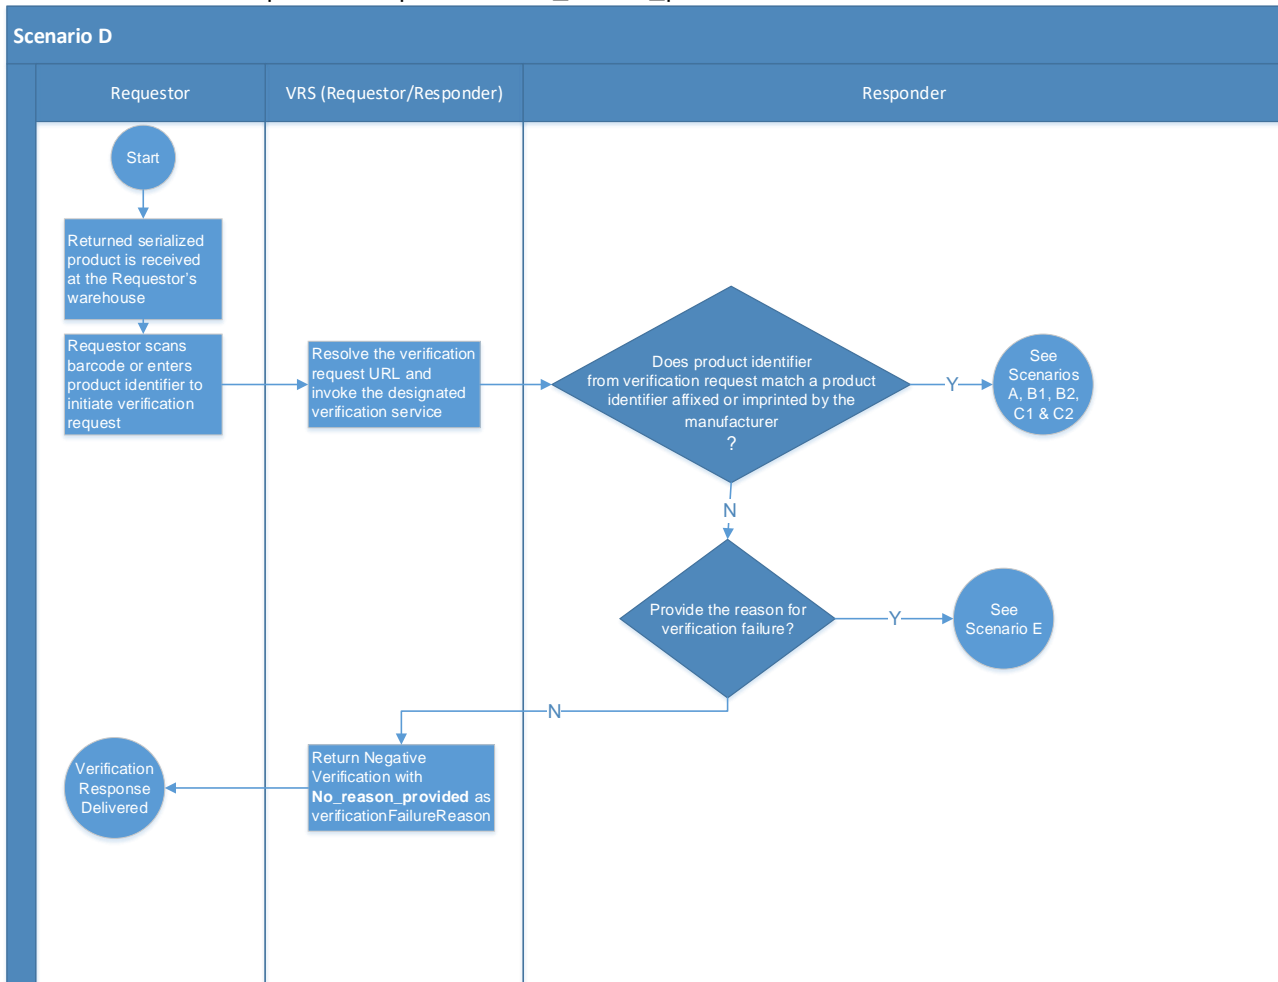 Scenario D
Requestor
VRS (Requestor/Responder)
Responder
Start
Returned serialized
product is received
at the Requestor's
warehouse
Requestor scans
barcode or enters
product identifier to
initiate verification
request
Resolve the verification
request URL and
invoke the designated
verification service
Does product identifier
from verification request match a product
identifier affixed or imprinted by the
manufacturer
?
Y
See
Scenarios
A, B1, B2,
C1 & C2
N
Provide the reason for
verification failure?
Y
See
Scenario E
N
Return Negative
Verification with
No_reason_provided as
verificationFailureReason
Verification
Response
Delivered